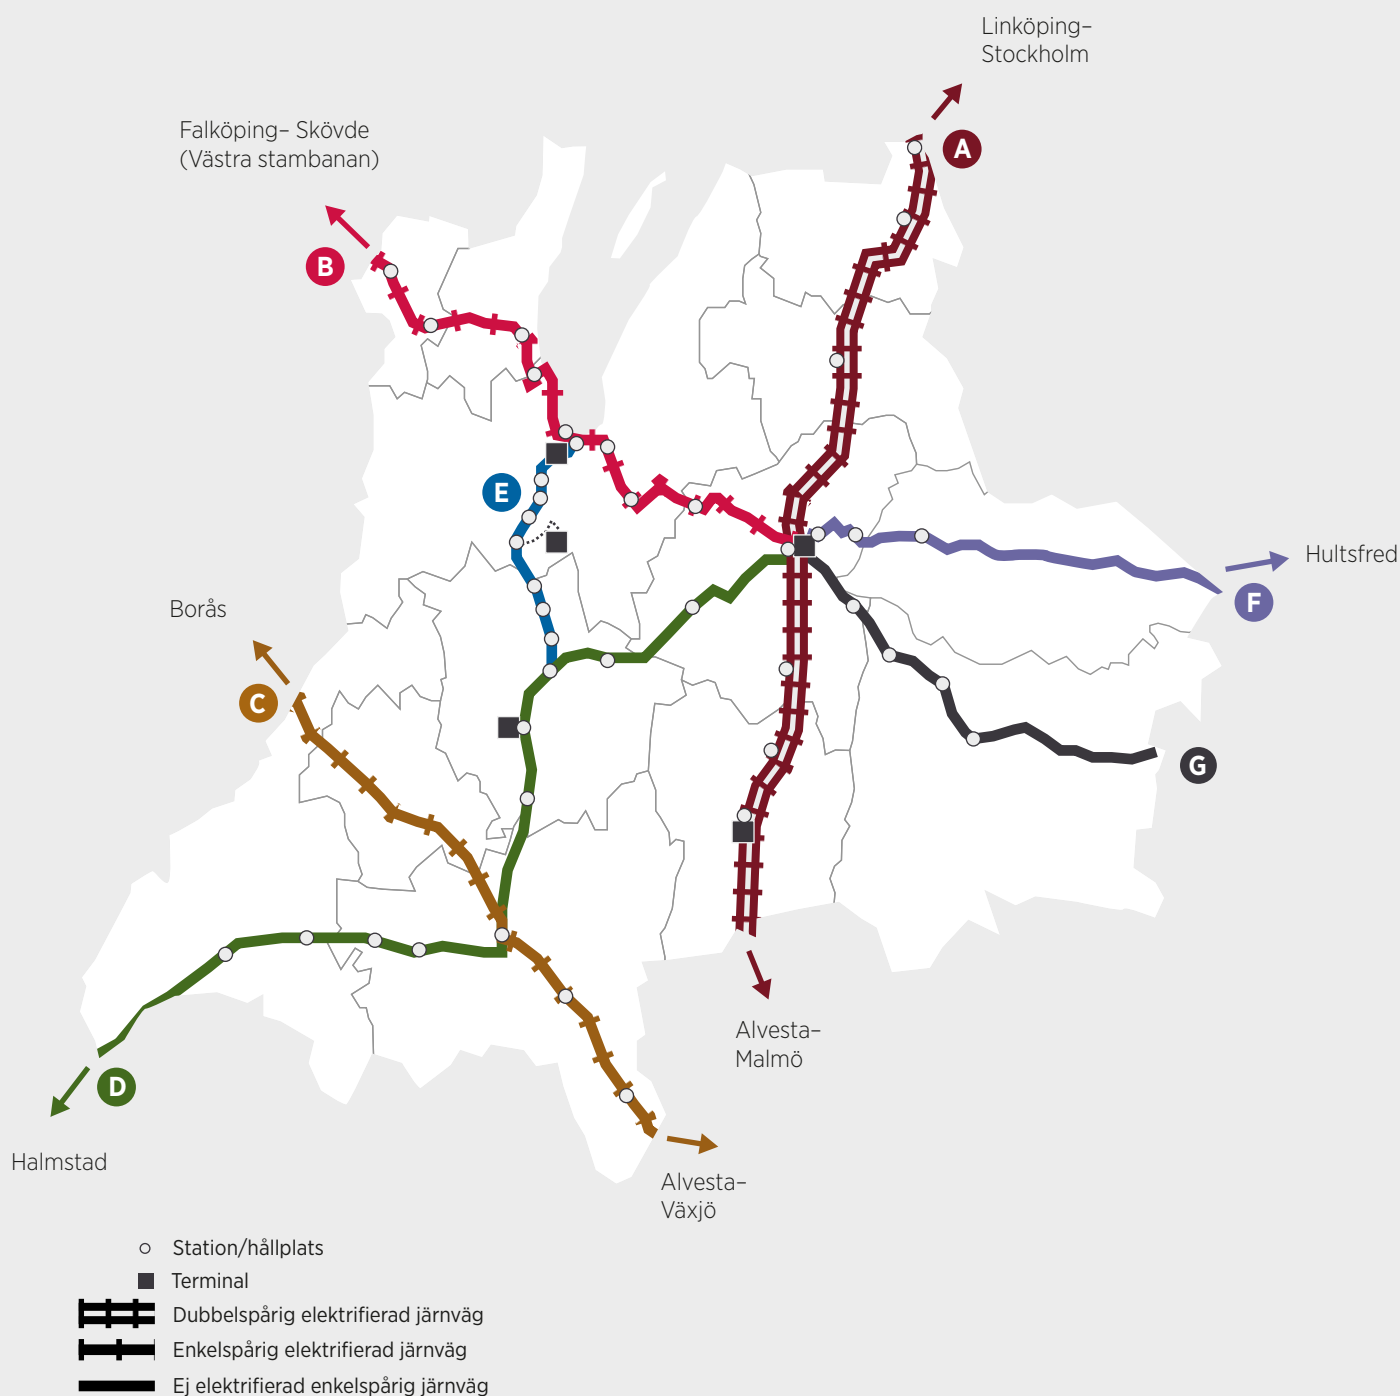 Linköping–
Stockholm
A
Falköping– Skövde
(Västra stambanan)
B
E
Hultsfred
F
Borås
C
G
Alvesta–
Malmö
D
Halmstad
Alvesta–
Växjö
Station/hållplats
Terminal
Dubbelspårig elektrifierad järnväg
Enkelspårig elektrifierad järnväg
Ej elektrifierad enkelspårig järnväg